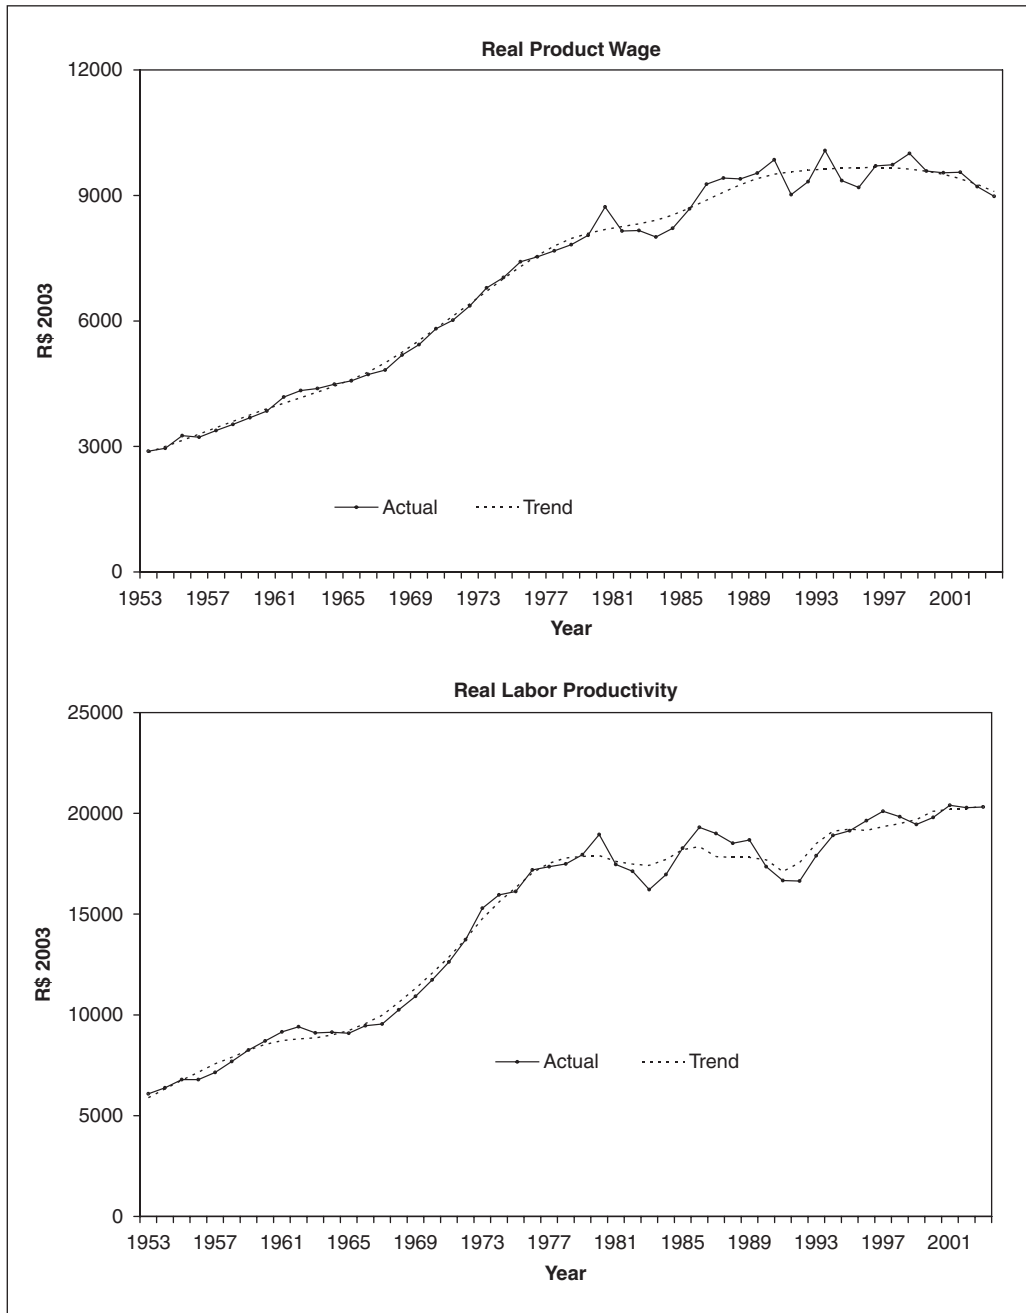 Real Product Wage
12000
9000
6000
3000
0
R$ 2003
Actual
Trend
1953 1957 1961 1965 1969 1973 1977 1981 1985 1989 1993 1997 2001
Year
Real Labor Productivity
25000
20000
15000
10000
5000
0
R$ 2003
Actual
Trend
1953 1957 1961 1965 1969 1973 1977 1981 1985 1989 1993 1997 2001
Year